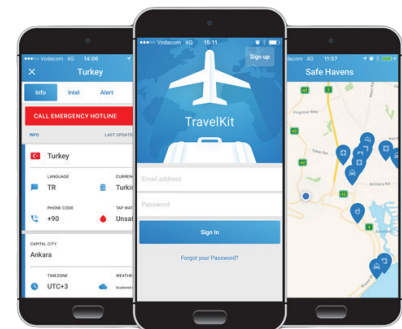 Vodacom 4G 14:08
Turkey
Info Intel Alert
CALL EMERGENCY HOTLINE
INFO LAST UPDATE
Turkey
LANGUAGE CURREN
TR Turkis
PHONE CODE TAP WAT
+90 Unsaf
CAPITAL CITY
Ankara
TIMEZONE WEATHE
UTC+3
Vodacom 4G 15:11
Sign up
TravelKit
Email address
Password
Sign In
Forgot your Password?
Vodacom 4G 11:57
Safe Havens